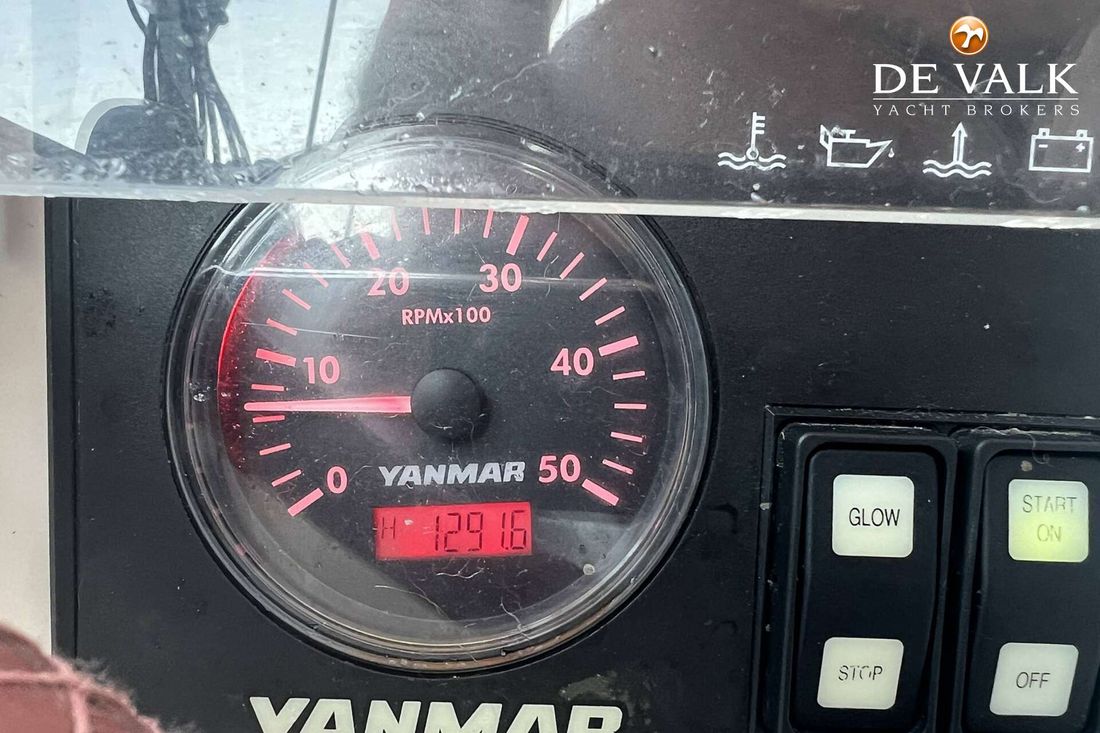 DE VALK
YACHT BROKERS
20 30
RPMx100
10 40
0 YANMAR 50
H 1291.6
GLOW
START
ON
STOP
OFF
YANMAR